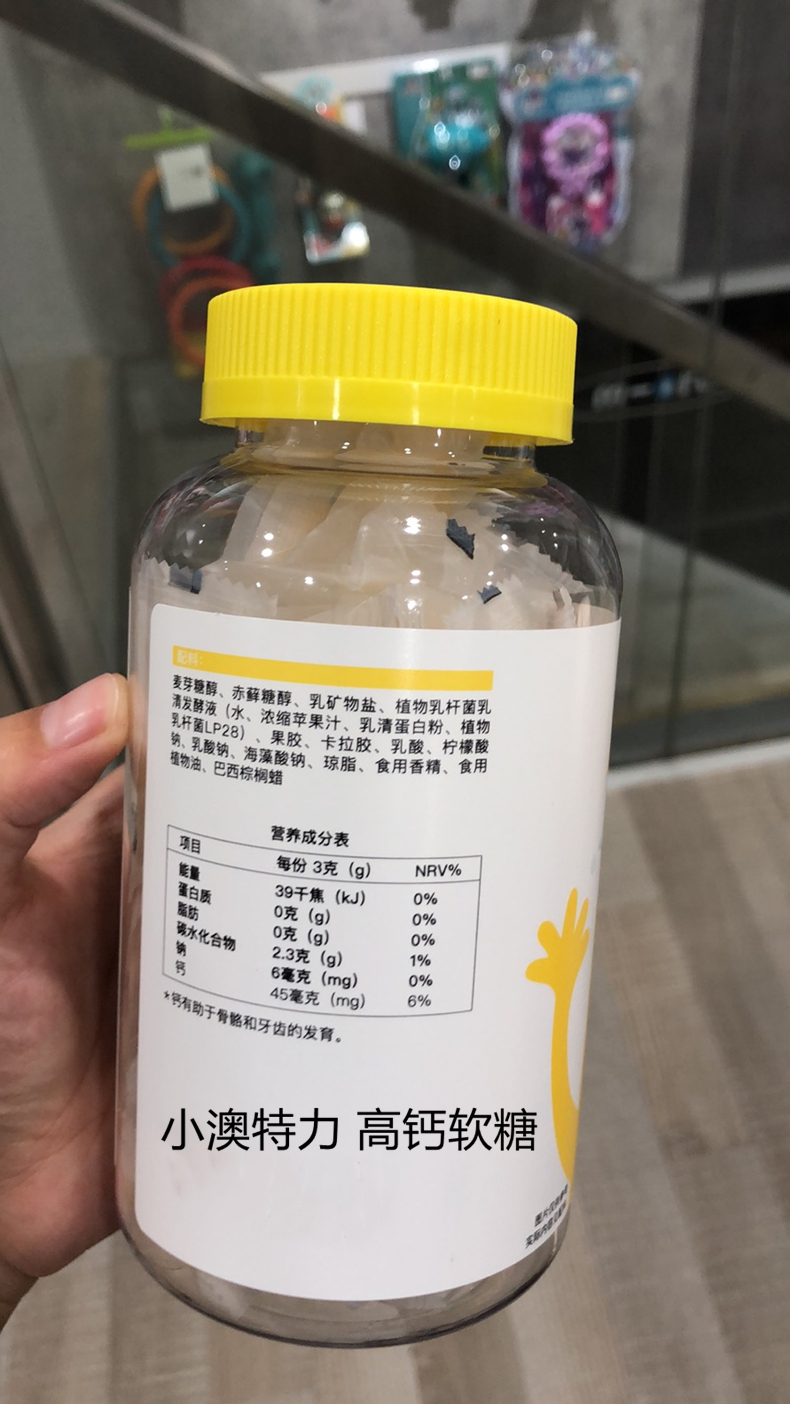 配料:
麦芽糖醇、赤藓糖醇、乳矿物盐、植物乳杆菌乳
清发酵液（水、浓缩苹果汁、乳清蛋白粉、植物
乳杆菌LP28）、果胶、卡拉胶、乳酸、柠檬酸
钠、乳酸钠、海藻酸钠、琼脂、食用香精、食用
植物油、巴西棕榈蜡
营养成分表
项目 每份 3克（g） NRV%
能量 39千焦（kJ） 0%
蛋白质 0克（g） 0%
脂肪 0克（g） 0%
碳水化合物 2.3克（g） 1%
钠 6毫克（mg） 0%
钙 45毫克（mg） 6%
*钙有助于骨骼和牙齿的发育。
小澳特力 高钙软糖
图片仅供
实际内